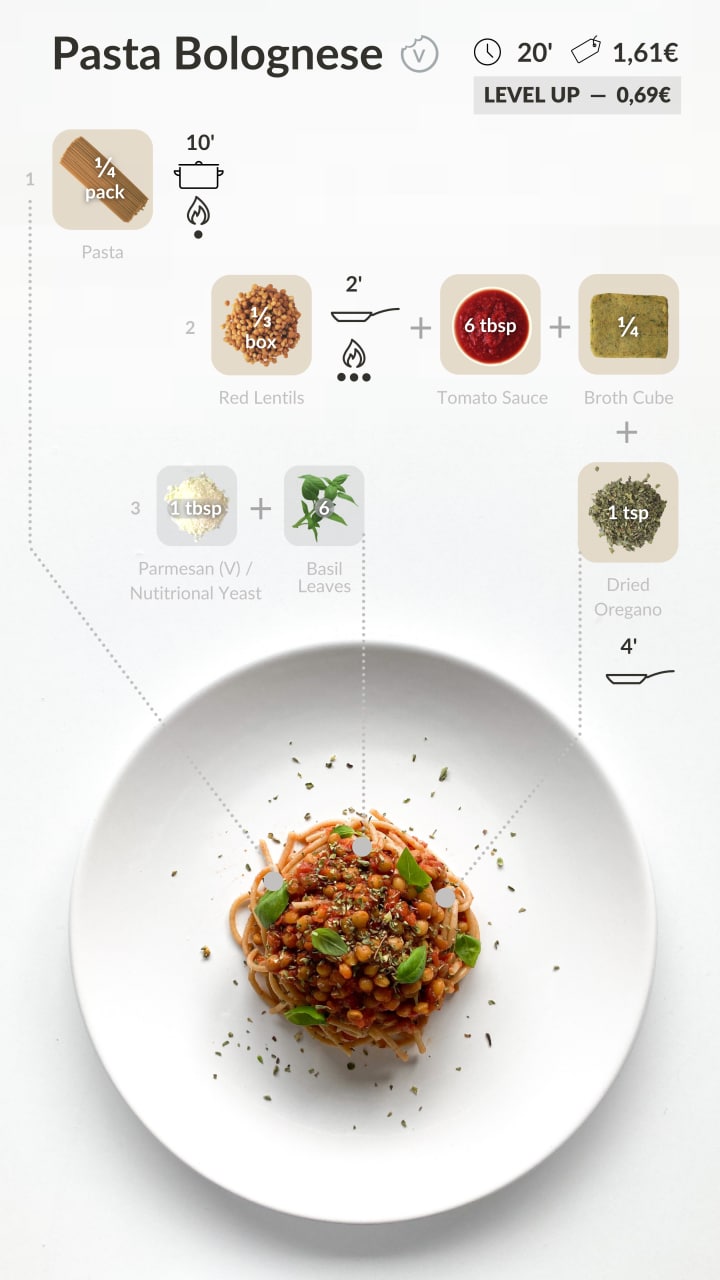 Pasta Bolognese V 20' 1,61€
LEVEL UP — 0,69€
10'
1
¼
pack
Pasta
2
⅓
box
Red Lentils
2'
+
6 tbsp
Tomato Sauce
+
¼
Broth Cube
+
3
1 tbsp
Parmesan (V) /
Nutitrional Yeast
+
6
Basil
Leaves
1 tsp
Dried
Oregano
4'